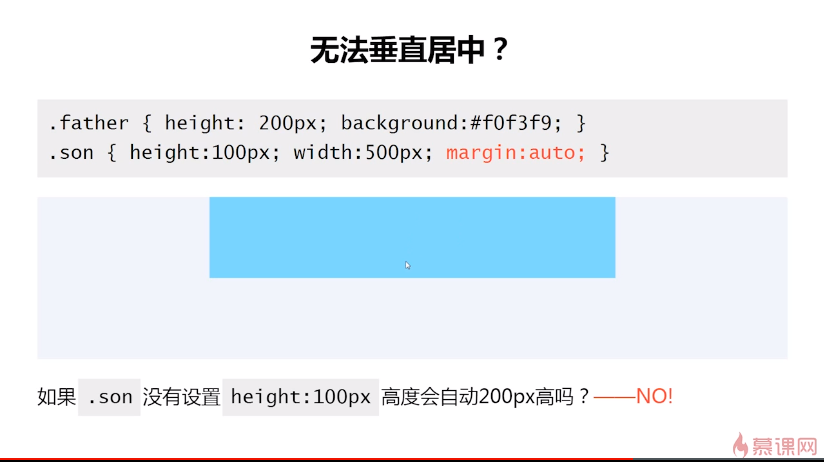 无法垂直居中？
.father { height: 200px; background:#f0f3f9; }
.son { height:100px; width:500px; margin:auto; }
如果 .son 没有设置 height:100px 高度会自动200px高吗？——NO!
慕课网